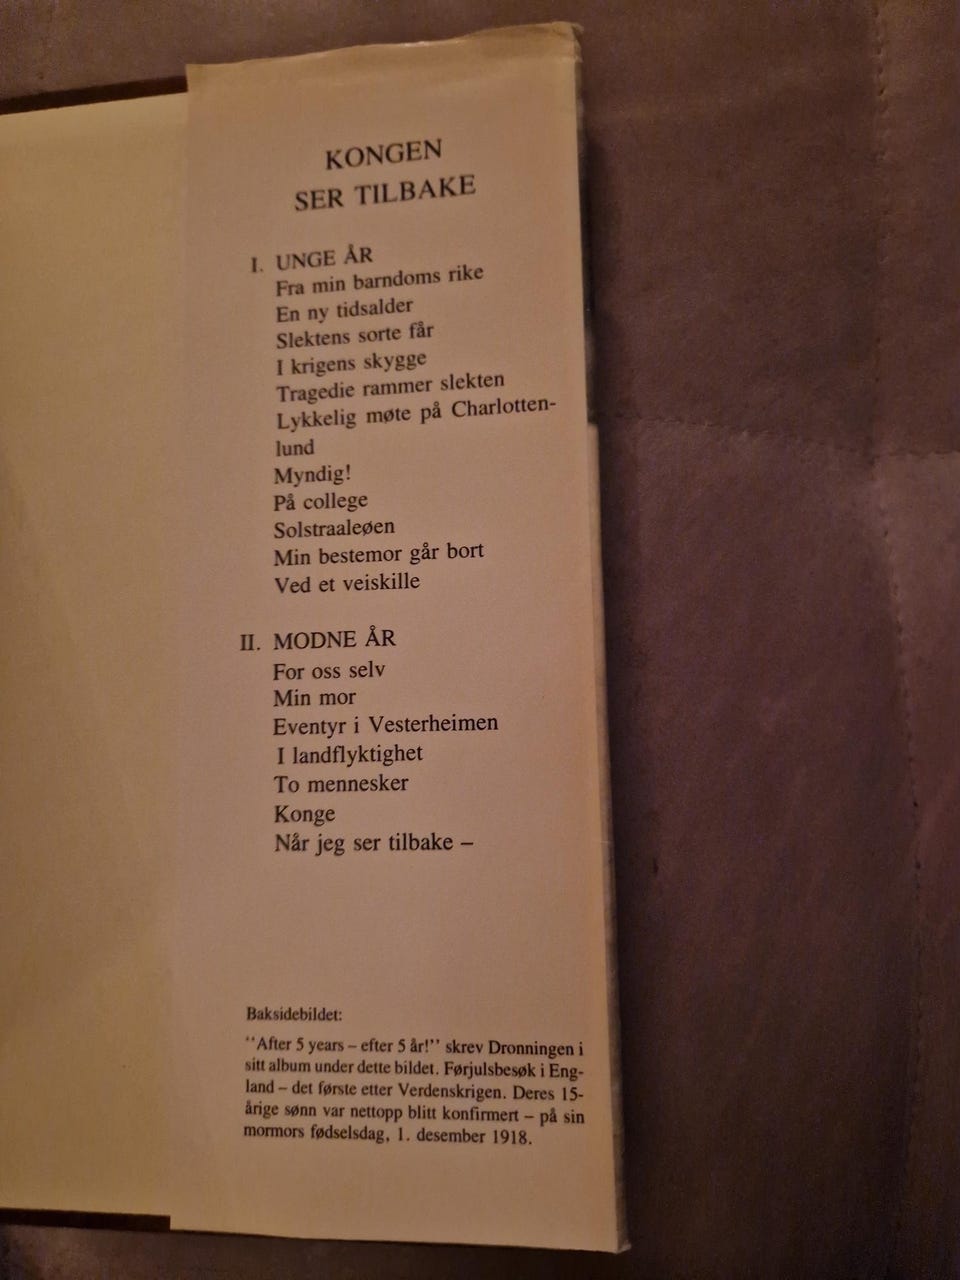 KONGEN
SER TILBAKE
I. UNGE ÅR
Fra min barndoms rike
En ny tidsalder
Slektens sorte får
I krigens skygge
Tragedie rammer slekten
Lykkelig møte på Charlotten-
lund
Myndig!
På college
Solstraaleøen
Min bestemor går bort
Ved et veiskille
II. MODNE ÅR
For oss selv
Min mor
Eventyr i Vesterheimen
I landflyktighet
To mennesker
Konge
Når jeg ser tilbake –
Baksidebildet:
"After 5 years – efter 5 år!" skrev Dronningen i
sitt album under dette bildet. Førjulsbesøk i Eng-
land – det første etter Verdenskrigen. Deres 15-
årige sønn var nettopp blitt konfirmert – på sin
mormors fødselsdag, 1. desember 1918.